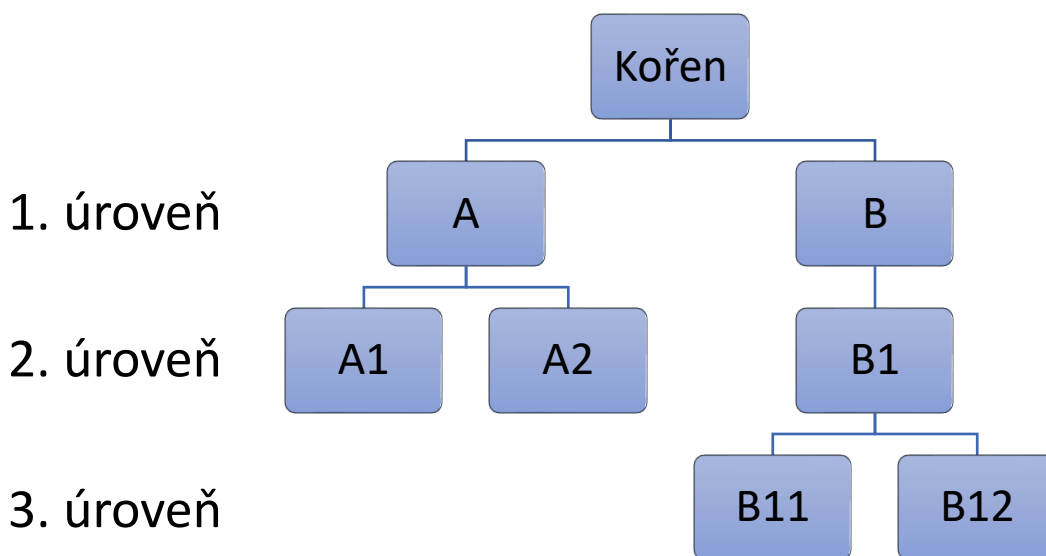 Kořen
1. úroveň
A
B
2. úroveň
A1
A2
B1
3. úroveň
B11
B12